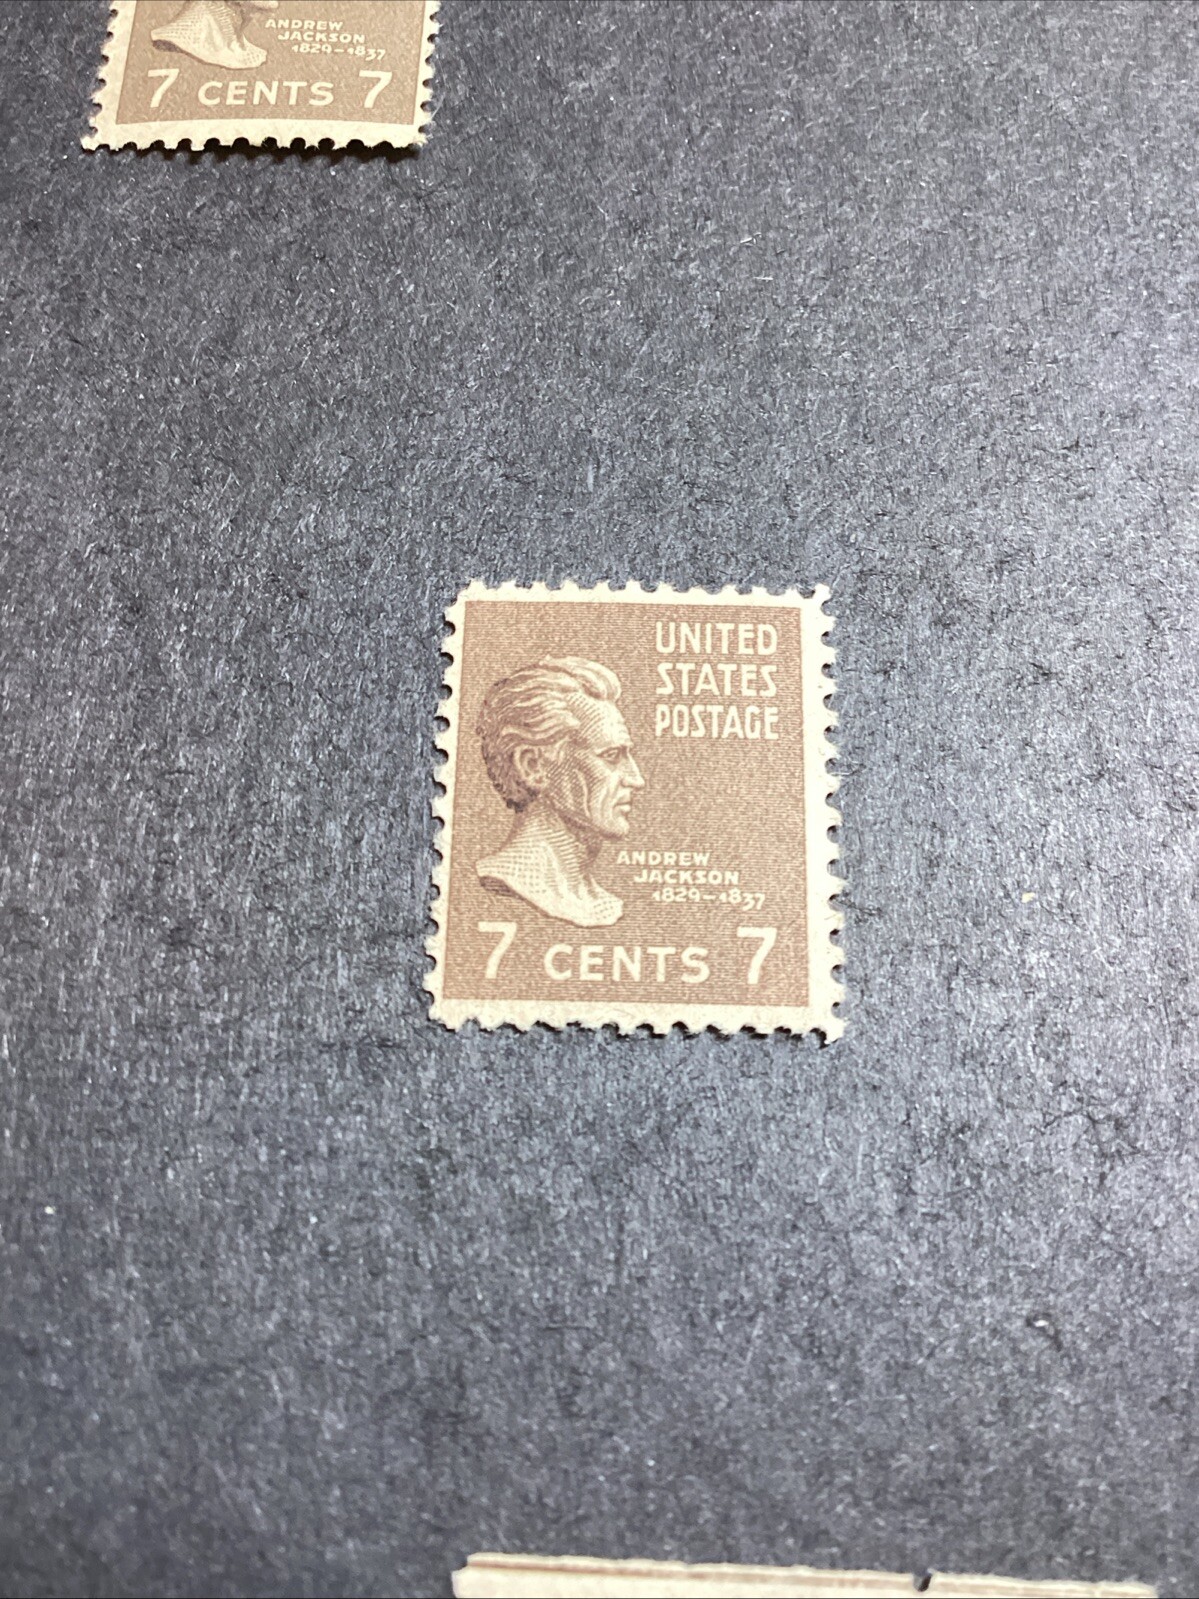 ANDREW
JACKSON
1829-1837
7 CENTS 7
UNITED
STATES
POSTAGE
ANDREW
JACKSON
1829-1837
7 CENTS 7